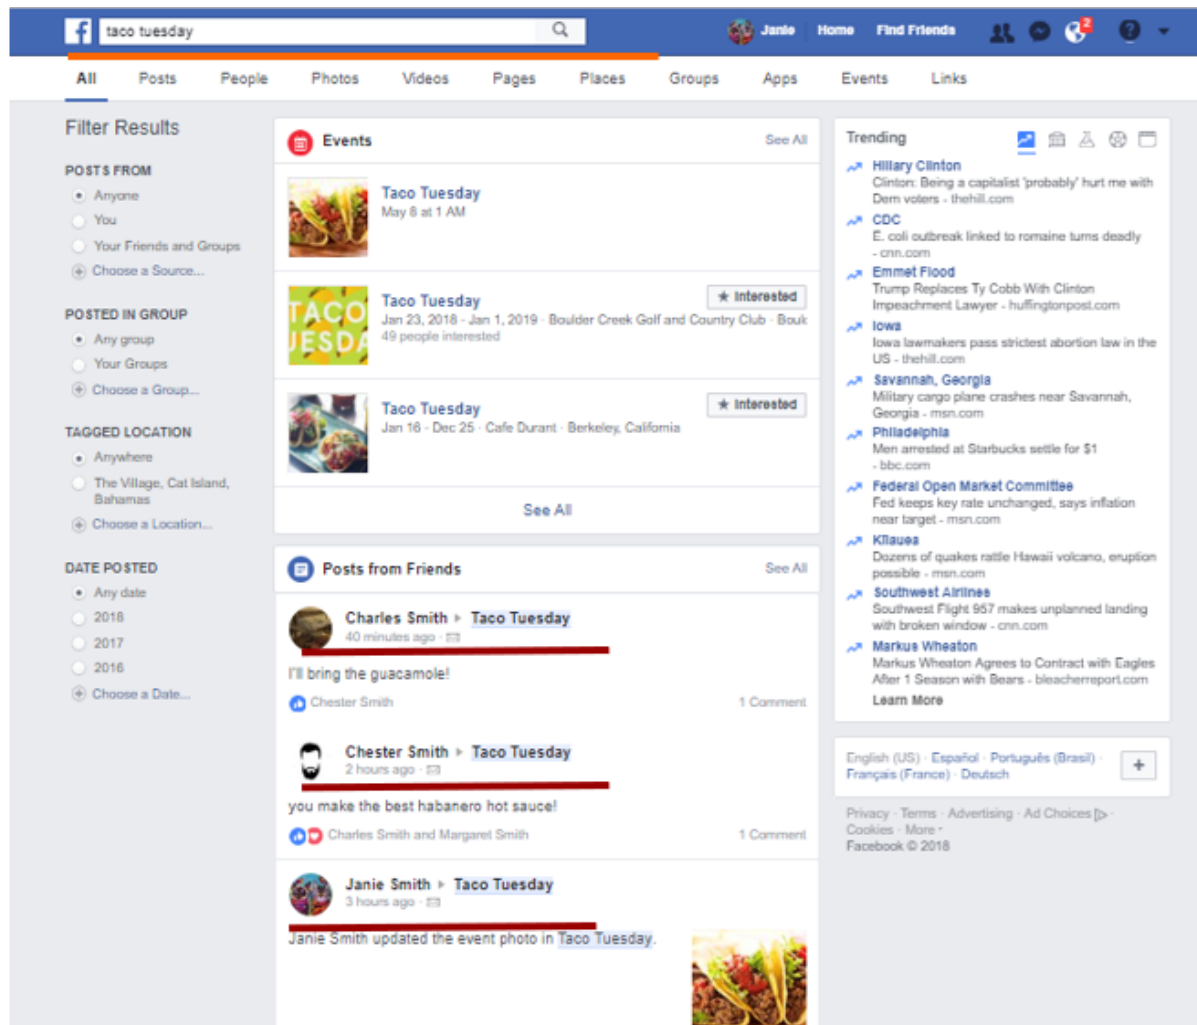 f taco tuesday
Janie Home Find Friends 2 ?
All Posts People Photos Videos Pages Places Groups Apps Events Links
Filter Results
POSTS FROM
Anyone
You
Your Friends and Groups
Choose a Source...
POSTED IN GROUP
Any group
Your Groups
Choose a Group...
TAGGED LOCATION
Anywhere
The Village, Cat Island,
Bahamas
Choose a Location...
DATE POSTED
Any date
2018
2017
2016
Choose a Date...
Events See All
Taco Tuesday
May 8 at 1 AM
TACO
UESDA
Taco Tuesday
Interested
Jan 23, 2018 - Jan 1, 2019 · Boulder Creek Golf and Country Club · Bouk
49 people interested
Taco Tuesday
Interested
Jan 16 - Dec 25 · Cafe Durant · Berkeley, California
See All
Posts from Friends See All
Charles Smith ▸ Taco Tuesday
40 minutes ago ·
I'll bring the guacamole!
Chester Smith 1 Comment
Chester Smith ▸ Taco Tuesday
2 hours ago ·
you make the best habanero hot sauce!
Charles Smith and Margaret Smith 1 Comment
Janie Smith ▸ Taco Tuesday
3 hours ago ·
Janie Smith updated the event photo in Taco Tuesday.
Trending
Hillary Clinton
Clinton: Being a capitalist 'probably' hurt me with
Dem voters - thehill.com
CDC
E. coli outbreak linked to romaine turns deadly
- cnn.com
Emmet Flood
Trump Replaces Ty Cobb With Clinton
Impeachment Lawyer - huffingtonpost.com
Iowa
Iowa lawmakers pass strictest abortion law in the
US - thehill.com
Savannah, Georgia
Military cargo plane crashes near Savannah,
Georgia - msn.com
Philadelphia
Men arrested at Starbucks settle for $1
- bbc.com
Federal Open Market Committee
Fed keeps key rate unchanged, says inflation
near target - msn.com
Kilauea
Dozens of quakes rattle Hawaii volcano, eruption
possible - msn.com
Southwest Airlines
Southwest Flight 957 makes unplanned landing
with broken window - cnn.com
Markus Wheaton
Markus Wheaton Agrees to Contract with Eagles
After 1 Season with Bears - bleacherreport.com
Learn More
English (US) · Español · Português (Brasil) ·
Français (France) · Deutsch
+
Privacy · Terms · Advertising · Ad Choices ·
Cookies · More
Facebook © 2018